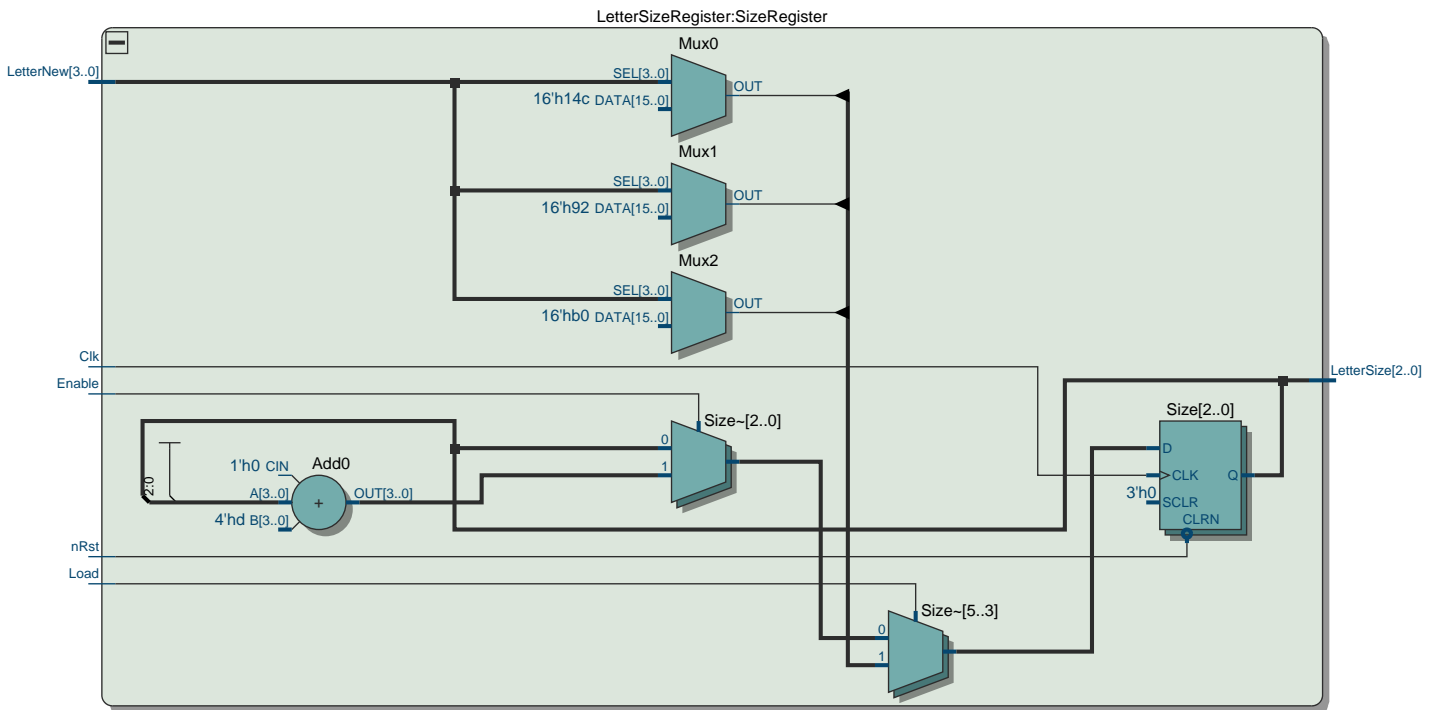 LetterSizeRegister:SizeRegister
Mux0
LetterNew[3..0]
SEL[3..0]
OUT
16'h14c DATA[15..0]
Mux1
SEL[3..0]
OUT
16'h92 DATA[15..0]
Mux2
SEL[3..0]
OUT
16'hb0 DATA[15..0]
Clk
Enable
LetterSize[2..0]
Size~[2..0]
0
1
Size[2..0]
D
CLK
Q
3'h0 SCLR
CLRN
2:0
1'h0 CIN
Add0
A[3..0]
+
OUT[3..0]
4'hd B[3..0]
nRst
Load
Size~[5..3]
0
1